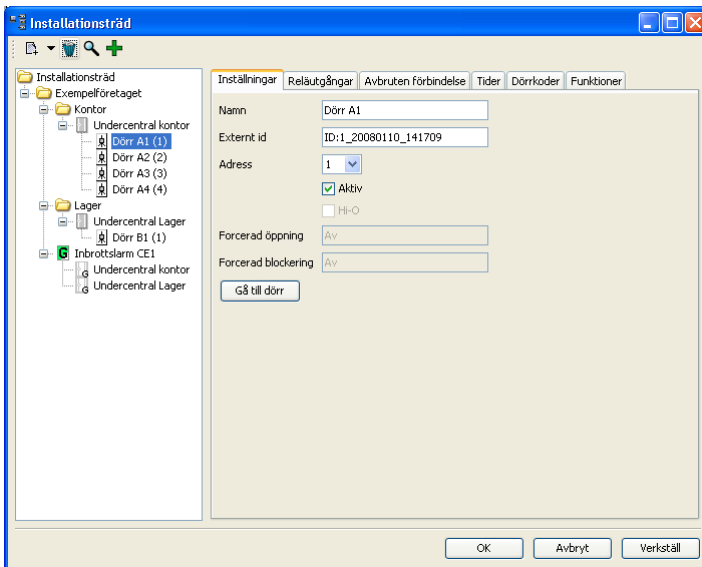 Installationsträd
Installationsträd
Exempelföretaget
Kontor
Undercentral kontor
Dörr A1 (1)
Dörr A2 (2)
Dörr A3 (3)
Dörr A4 (4)
Lager
Undercentral Lager
Dörr B1 (1)
G Inbrottslarm CE1
G Undercentral kontor
G Undercentral Lager
Inställningar Reläutgångar Avbruten förbindelse Tider Dörrkoder Funktioner
Namn Dörr A1
Externt id ID:1_20080110_141709
Adress 1
Aktiv
Hi-O
Forcerad öppning Av
Forcerad blockering Av
Gå till dörr
OK Avbryt Verkställ